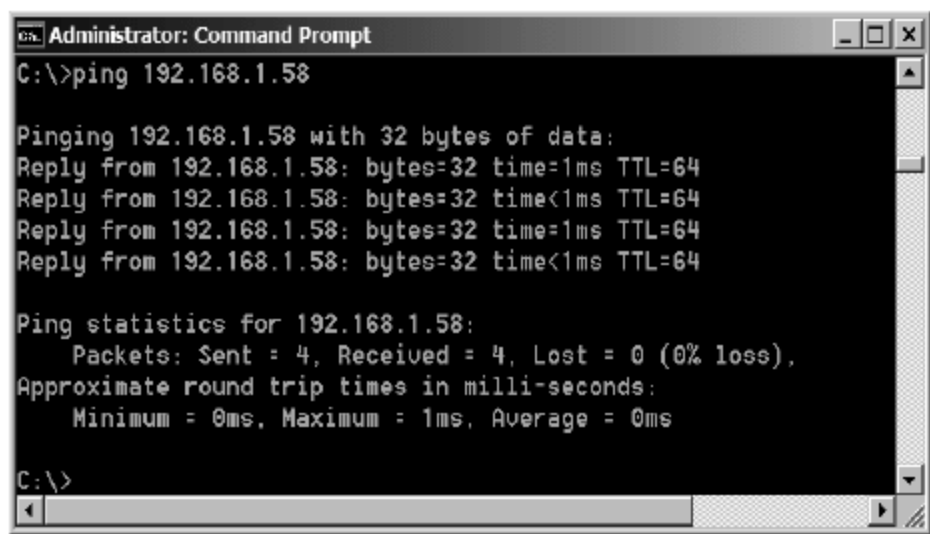 Administrator: Command Prompt
C:\>ping 192.168.1.58
Pinging 192.168.1.58 with 32 bytes of data:
Reply from 192.168.1.58: bytes=32 time=1ms TTL=64
Reply from 192.168.1.58: bytes=32 time<1ms TTL=64
Reply from 192.168.1.58: bytes=32 time=1ms TTL=64
Reply from 192.168.1.58: bytes=32 time<1ms TTL=64
Ping statistics for 192.168.1.58:
    Packets: Sent = 4, Received = 4, Lost = 0 (0% loss),
Approximate round trip times in milli-seconds:
    Minimum = 0ms, Maximum = 1ms, Average = 0ms
C:\>